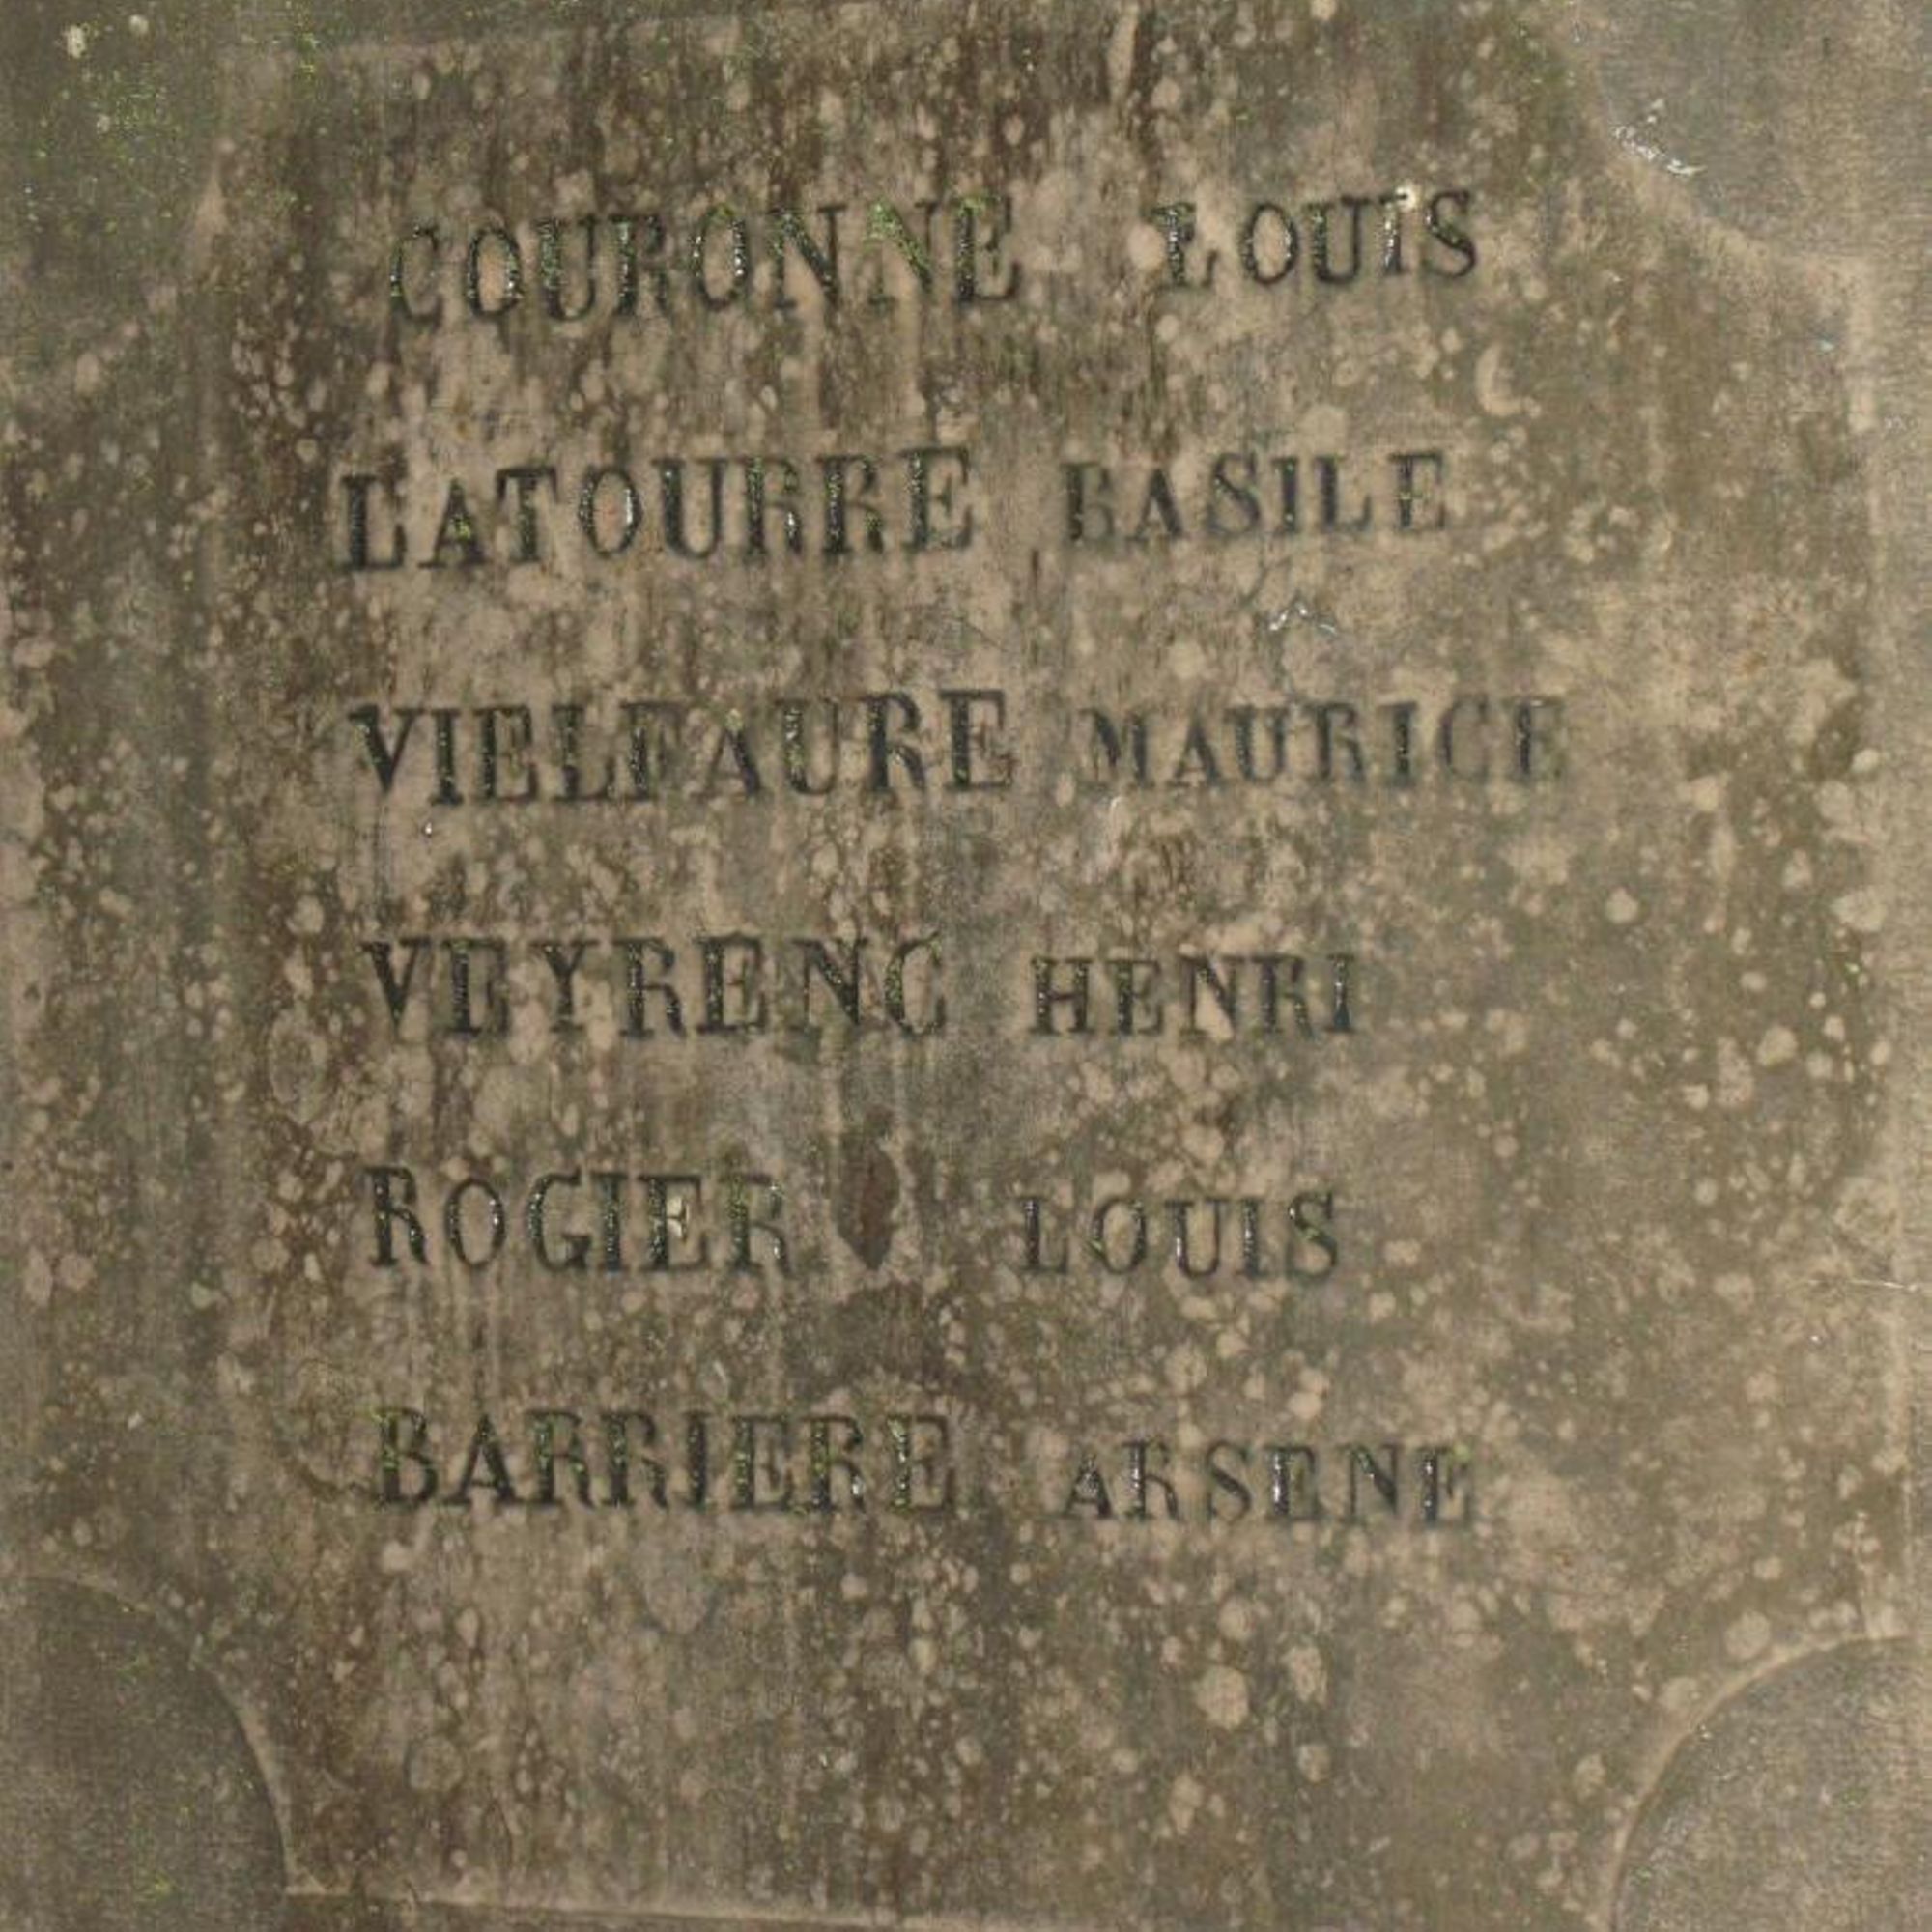 COURONNE LOUIS
LATOURRE BASILE
VIELFAURE MAURICE
VEYRENC HENRI
ROGIER LOUIS
BARRIERE ARSENE